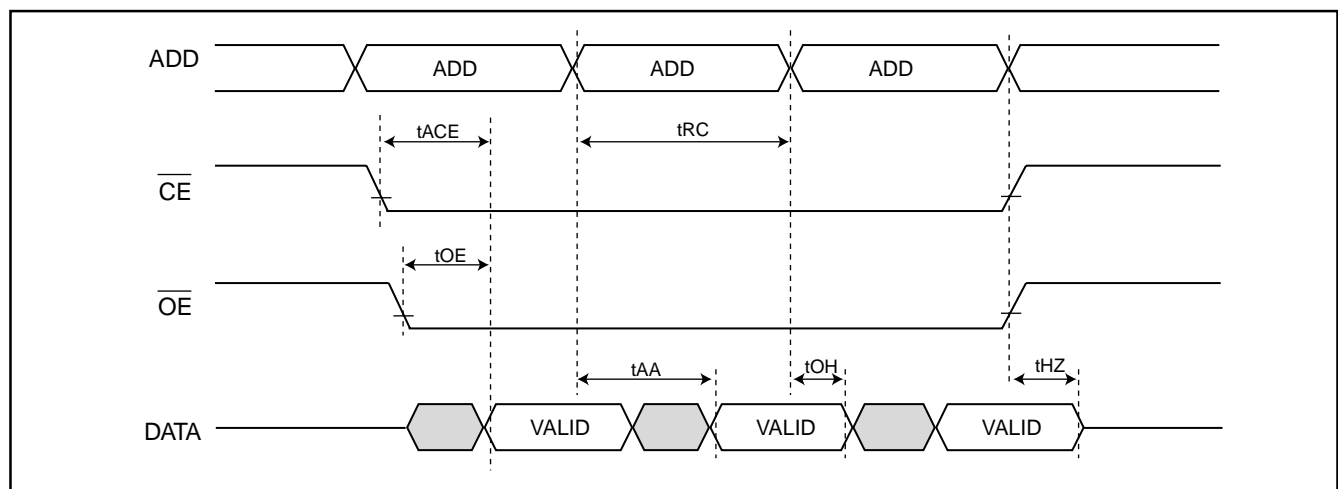 ADD ADD ADD ADD
tACE tRC
CE
tOE
OE
tAA tOH tHZ
DATA VALID VALID VALID